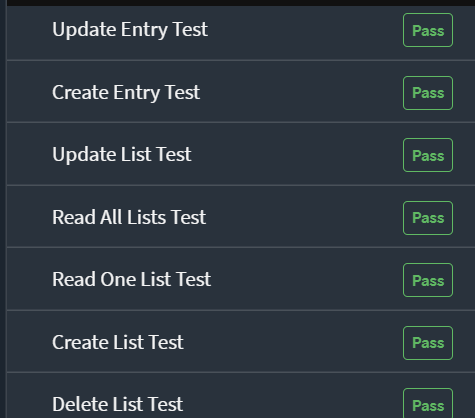 Update Entry Test Pass
Create Entry Test Pass
Update List Test Pass
Read All Lists Test Pass
Read One List Test Pass
Create List Test Pass
Delete List Test Pass